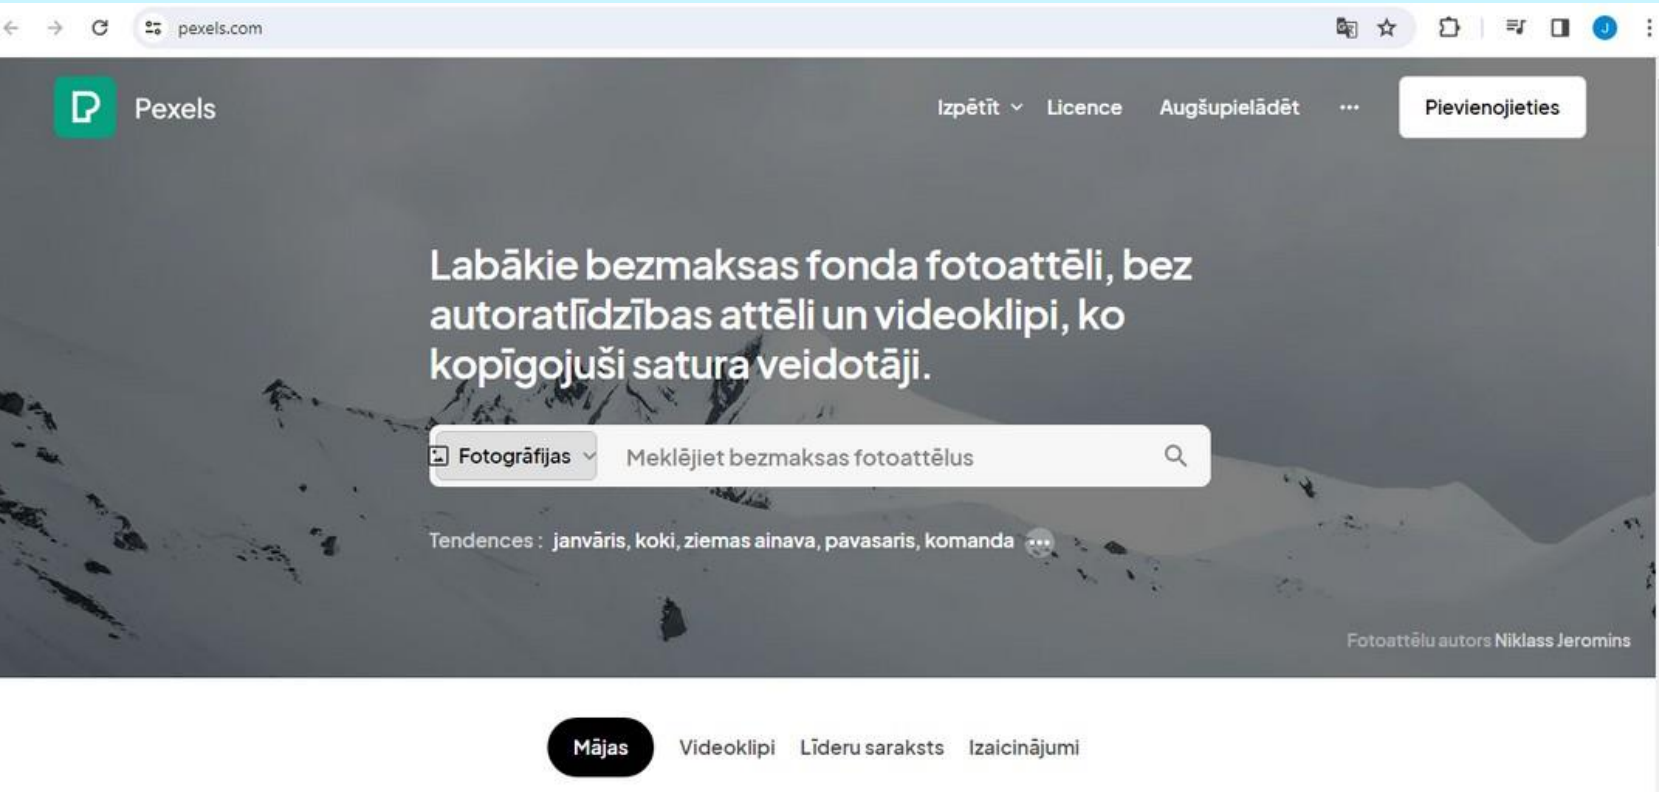 pexels.com
J
Pexels
Izpētīt Licence Augšupielādēt ... Pievienojieties
Labākie bezmaksas fonda fotoattēli, bez
autoratlīdzības attēli un videoklipi, ko
kopīgojuši satura veidotāji.
Fotogrāfijas Meklējiet bezmaksas fotoattēlus
Tendences : janvāris, koki, ziemas ainava, pavasaris, komanda ...
Fotoattēlu autors Niklass Jeromins
Mājas Videoklipi Līderu saraksts Izaicinājumi